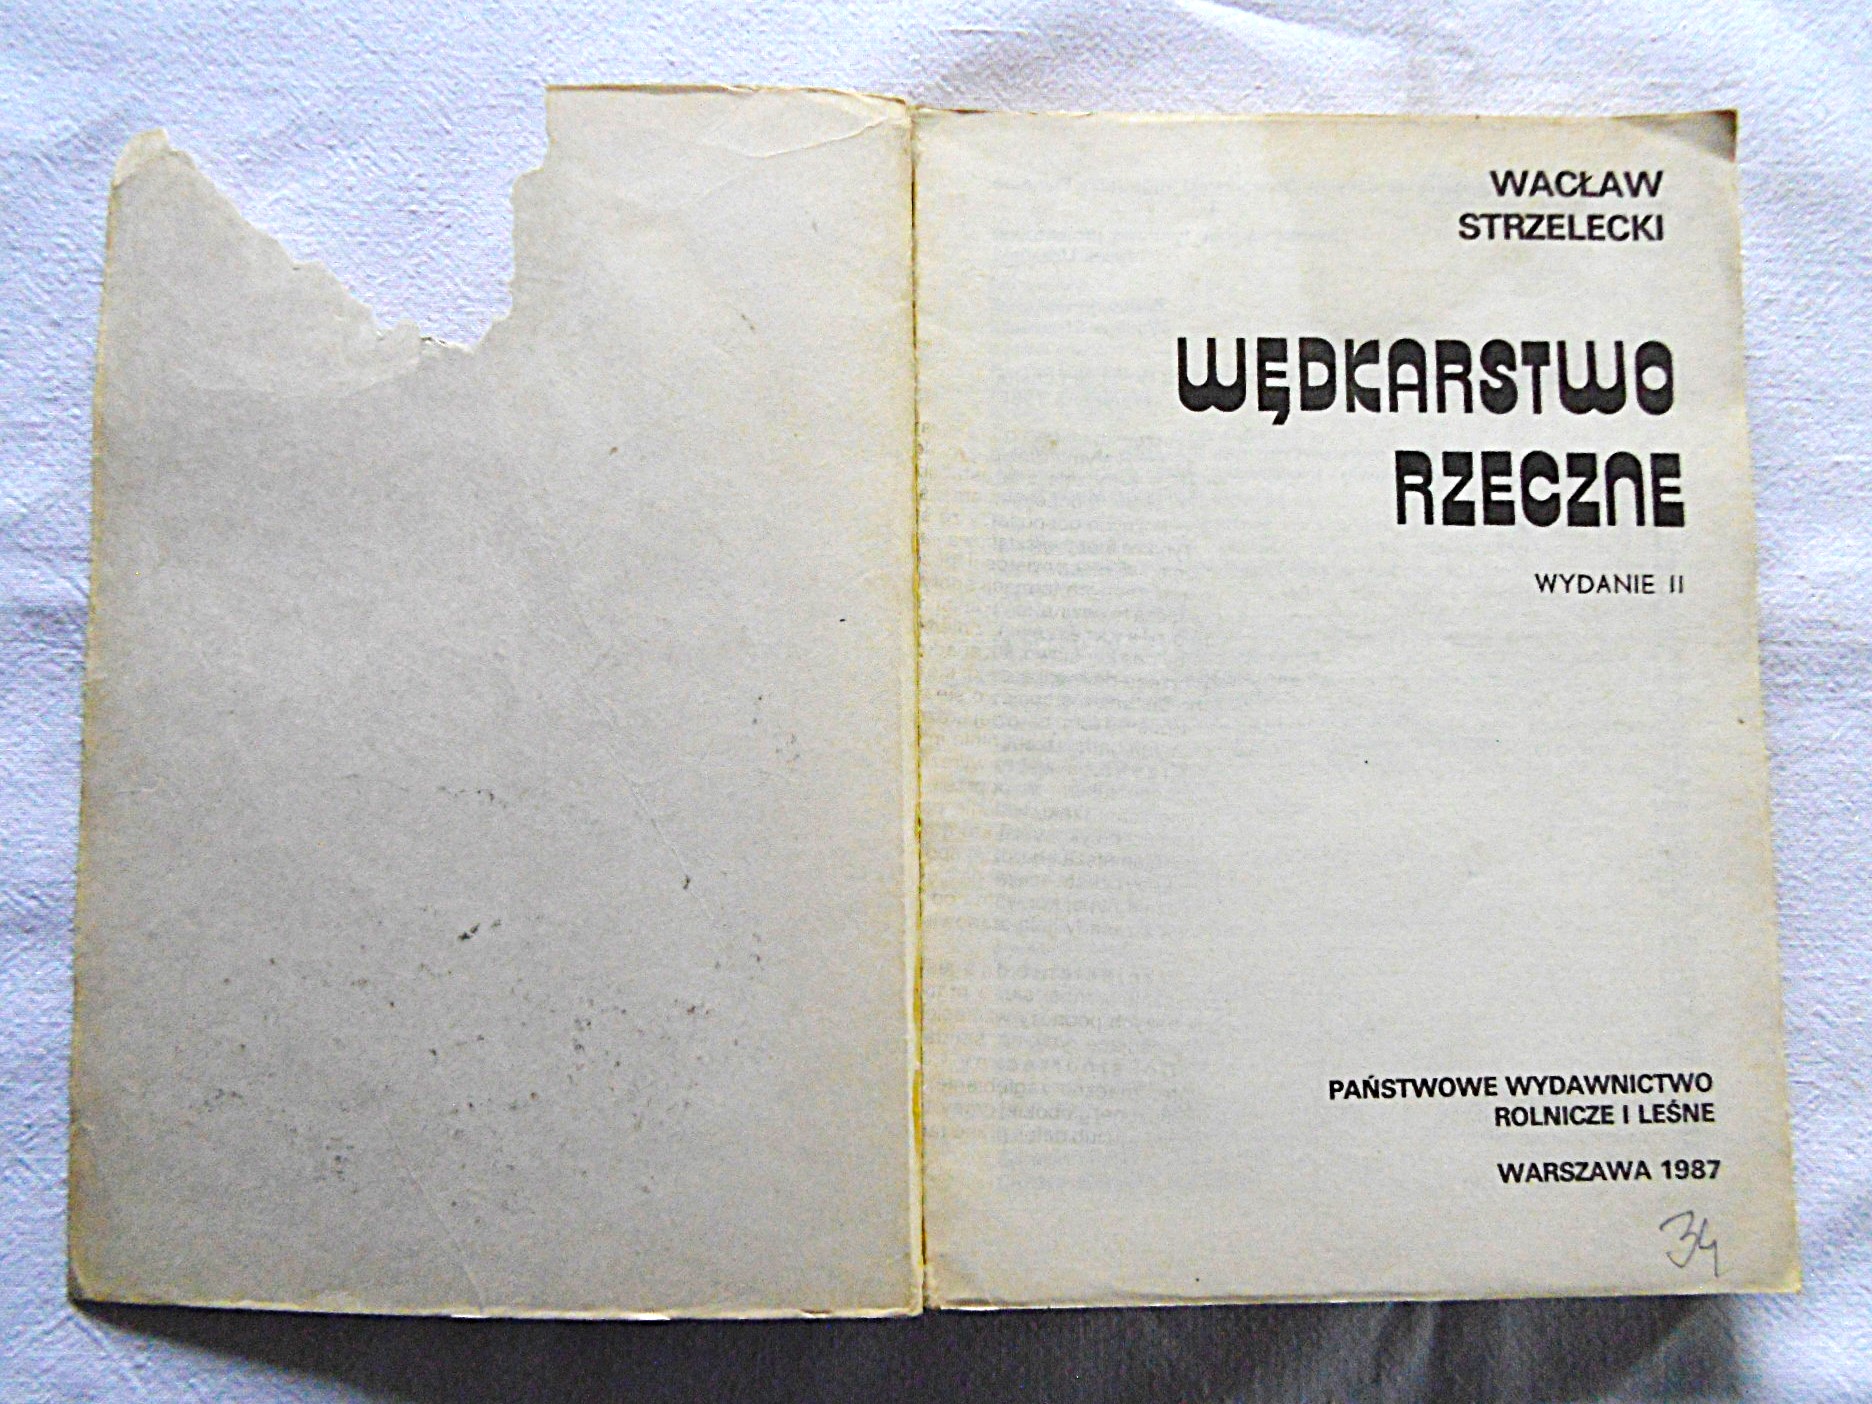 WACŁAW
STRZELECKI
WĘDKARSTWO
RZECZNE
WYDANIE II
PAŃSTWOWE WYDAWNICTWO
ROLNICZE I LEŚNE
WARSZAWA 1987
34